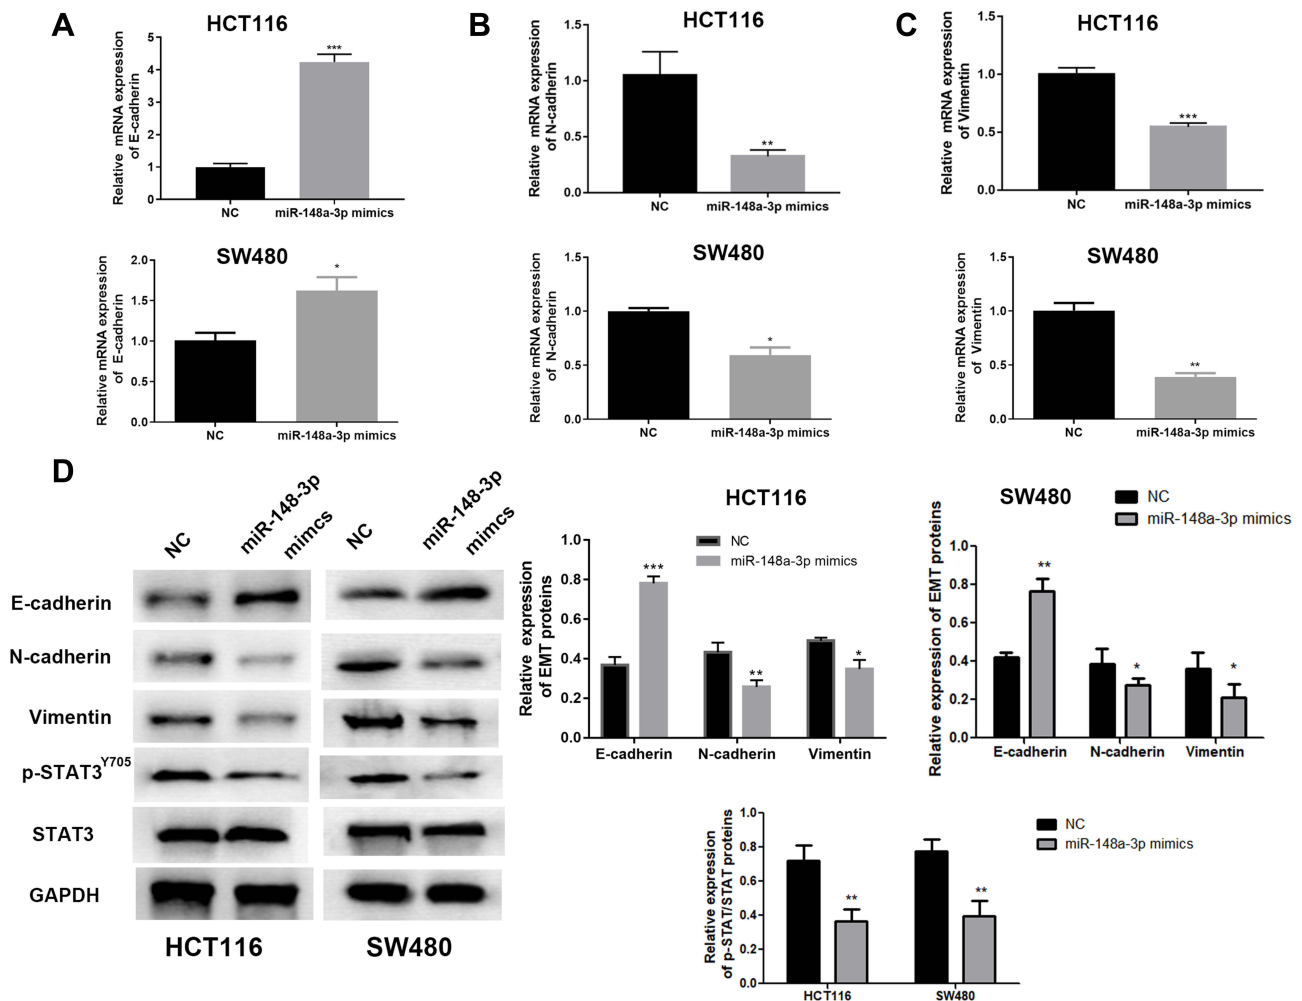 A
HCT116
Relative mRNA expression
of E-cadherin
5
4
3
2
1
0
***
NC
miR-148a-3p mimics
B
HCT116
Relative mRNA expression
of N-cadherin
1.5
1.0
0.5
0.0
**
NC
miR-148a-3p mimics
C
HCT116
Relative mRNA expression
of Vimentin
1.5
1.0
0.5
0.0
***
NC
miR-148a-3p mimics
SW480
Relative mRNA expression
of E-cadherin
2.0
1.5
1.0
0.5
0.0
*
NC
miR-148a-3p mimics
SW480
Relative mRNA expression
of N-cadherin
1.5
1.0
0.5
0.0
*
NC
miR-148a-3p mimics
SW480
Relative mRNA expression
of Vimentin
1.5
1.0
0.5
0.0
**
NC
miR-148a-3p mimics
D
NC
miR-148-3p
mimcs
NC
miR-148-3p
mimcs
E-cadherin
N-cadherin
Vimentin
p-STAT3Y705
STAT3
GAPDH
HCT116
SW480
HCT116
NC
miR-148a-3p mimics
Relative expression
of EMT proteins
1.0
0.8
0.6
0.4
0.2
0.0
***
**
*
E-cadherin
N-cadherin
Vimentin
SW480
NC
miR-148a-3p mimics
Relative expression of EMT proteins
1.0
0.8
0.6
0.4
0.2
0.0
**
*
*
E-cadherin
N-cadherin
Vimentin
NC
miR-148a-3p mimics
Relative expression
of p-STAT/STAT proteins
1.0
0.8
0.6
0.4
0.2
0.0
**
**
HCT116
SW480